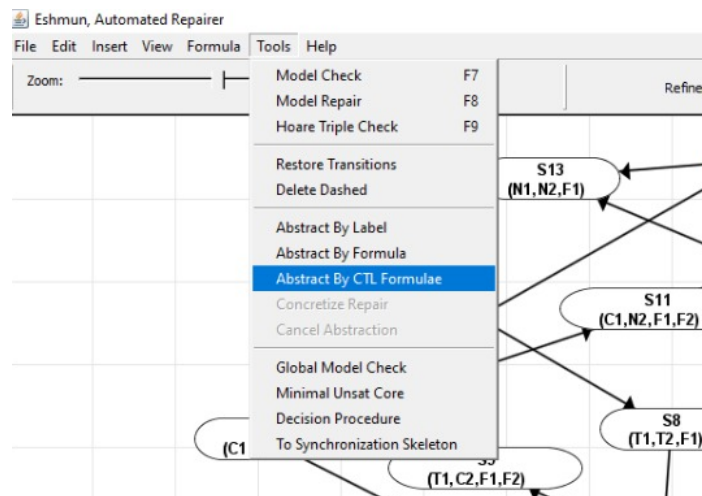 Eshmun, Automated Repairer
File Edit Insert View Formula Tools Help
Zoom:
Refine
Model Check F7
Model Repair F8
Hoare Triple Check F9
Restore Transitions
Delete Dashed
Abstract By Label
Abstract By Formula
Abstract By CTL Formulae
Concretize Repair
Cancel Abstraction
Global Model Check
Minimal Unsat Core
Decision Procedure
To Synchronization Skeleton
S13
(N1,N2,F1)
S11
(C1,N2,F1,F2)
S8
(T1,T2,F1)
(C1
(T1,C2,F1,F2)